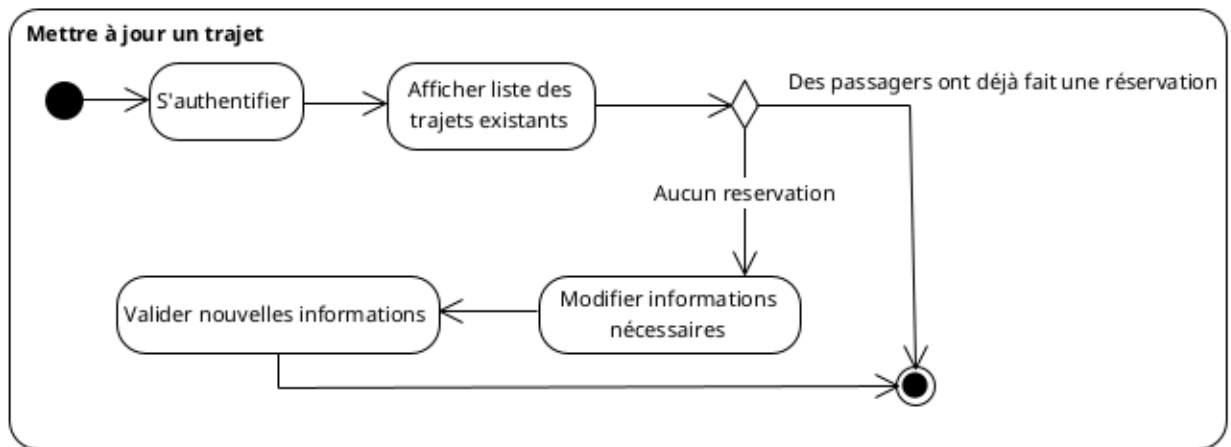 Mettre à jour un trajet
S'authentifier
Afficher liste des
trajets existants
Des passagers ont déjà fait une réservation
Aucun reservation
Modifier informations
nécessaires
Valider nouvelles informations